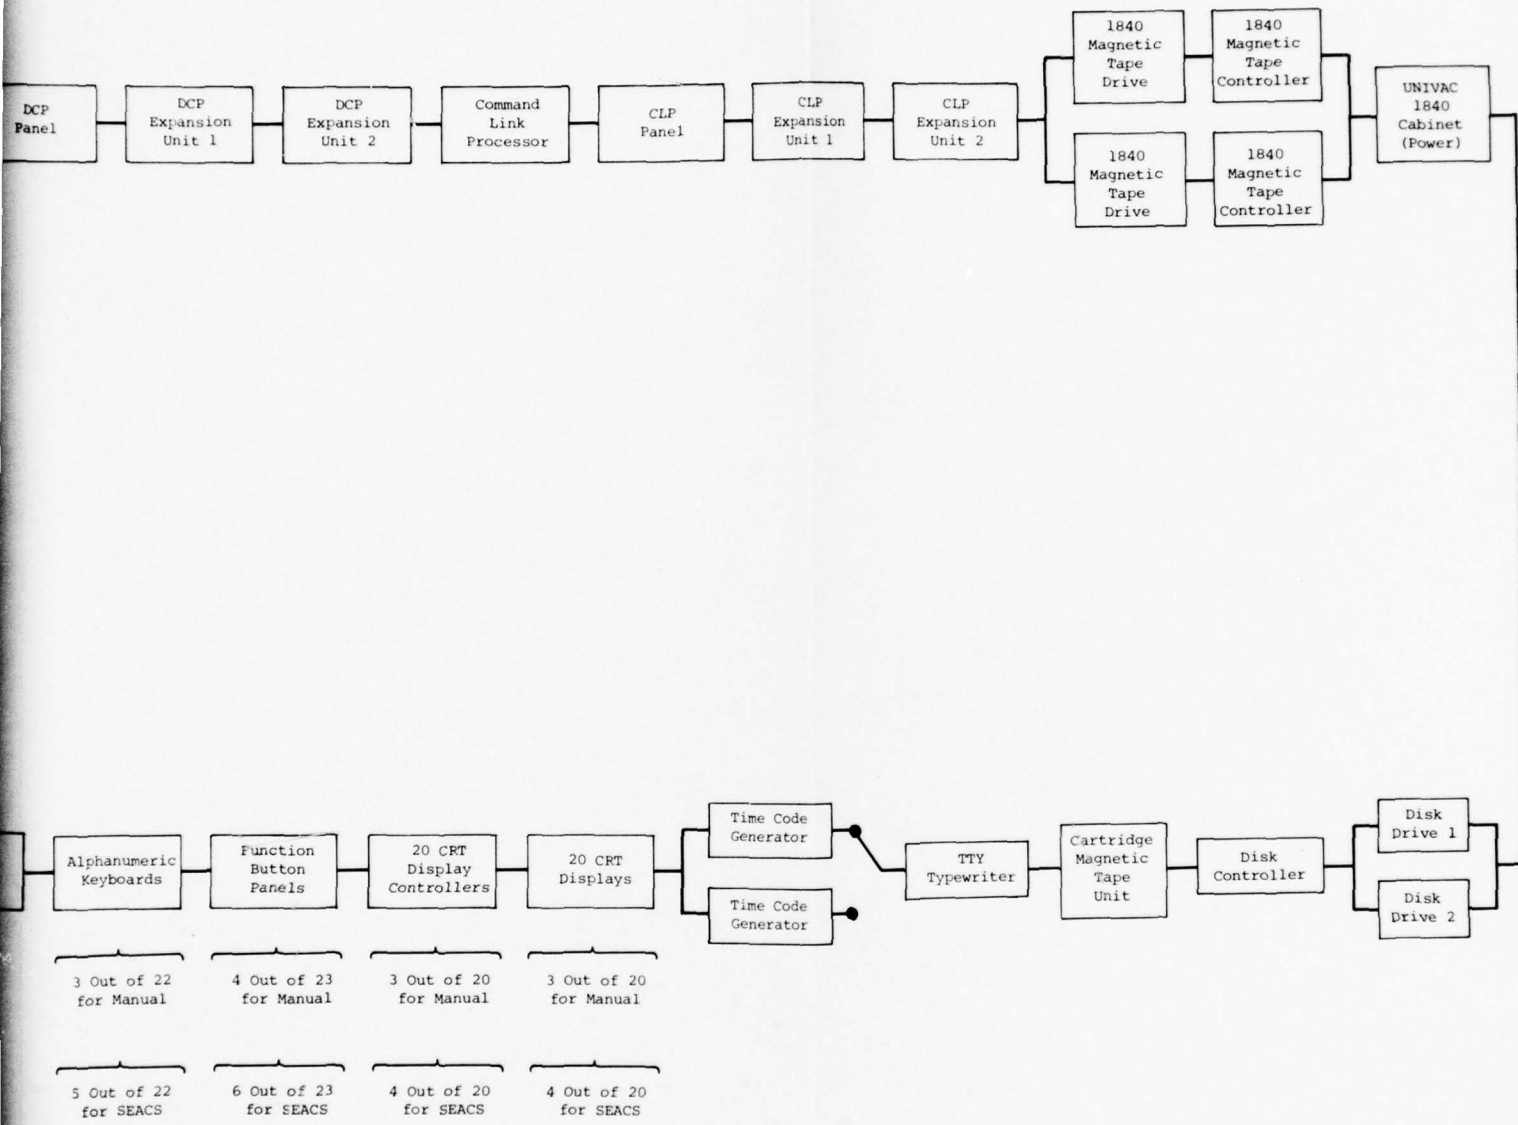 DCP
Panel
DCP
Expansion
Unit 1
DCP
Expansion
Unit 2
Command
Link
Processor
CLP
Panel
CLP
Expansion
Unit 1
CLP
Expansion
Unit 2
1840
Magnetic
Tape
Drive
1840
Magnetic
Tape
Controller
1840
Magnetic
Tape
Drive
1840
Magnetic
Tape
Controller
UNIVAC
1840
Cabinet
(Power)
Alphanumeric
Keyboards
Function
Button
Panels
20 CRT
Display
Controllers
20 CRT
Displays
Time Code
Generator
Time Code
Generator
TTY
Typewriter
Cartridge
Magnetic
Tape
Unit
Disk
Controller
Disk
Drive 1
Disk
Drive 2
3 Out of 22
for Manual
4 Out of 23
for Manual
3 Out of 20
for Manual
3 Out of 20
for Manual
5 Out of 22
for SEACS
6 Out of 23
for SEACS
4 Out of 20
for SEACS
4 Out of 20
for SEACS